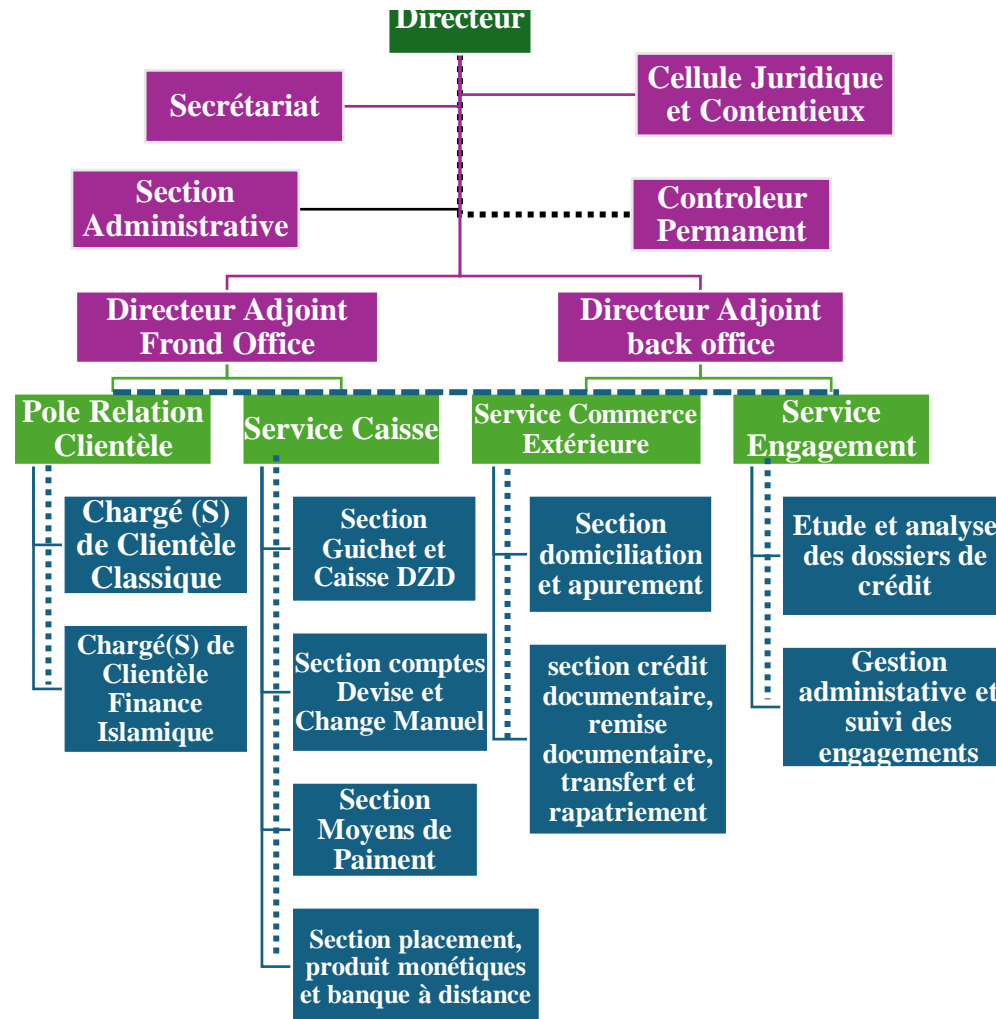 Directeur
Secrétariat
Cellule Juridique
et Contentieux
Section
Administrative
Controleur
Permanent
Directeur Adjoint
Frond Office
Directeur Adjoint
back office
Pole Relation
Clientèle
Service Caisse
Service Commerce
Extérieure
Service
Engagement
Chargé (S)
de Clientèle
Classique
Chargé(S) de
Clientèle
Finance
Islamique
Section
Guichet et
Caisse DZD
Section comptes
Devise et
Change Manuel
Section
Moyens de
Paiment
Section placement,
produit monétiques
et banque à distance
Section
domiciliation
et apurement
section crédit
documentaire,
remise
documentaire,
transfert et
rapatriement
Etude et analyse
des dossiers de
crédit
Gestion
administative et
suivi des
engagements